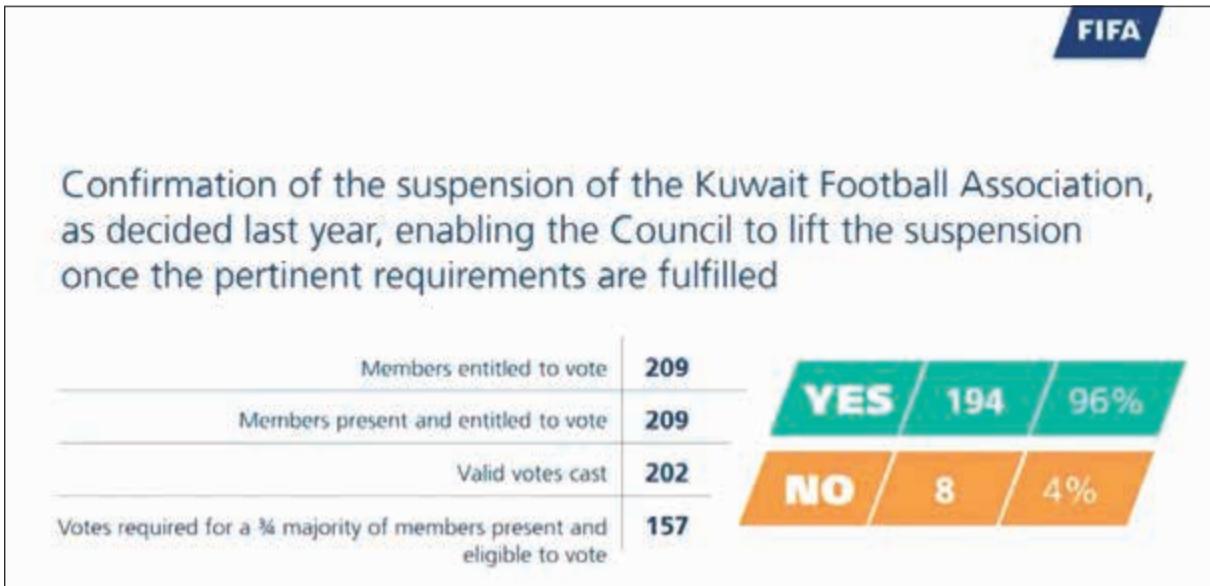 FIFA
Confirmation of the suspension of the Kuwait Football Association,
as decided last year, enabling the Council to lift the suspension
once the pertinent requirements are fulfilled
Members entitled to vote 209
Members present and entitled to vote 209
Valid votes cast 202
Votes required for a ¾ majority of members present and
eligible to vote 157
YES 194 96%
NO 8 4%